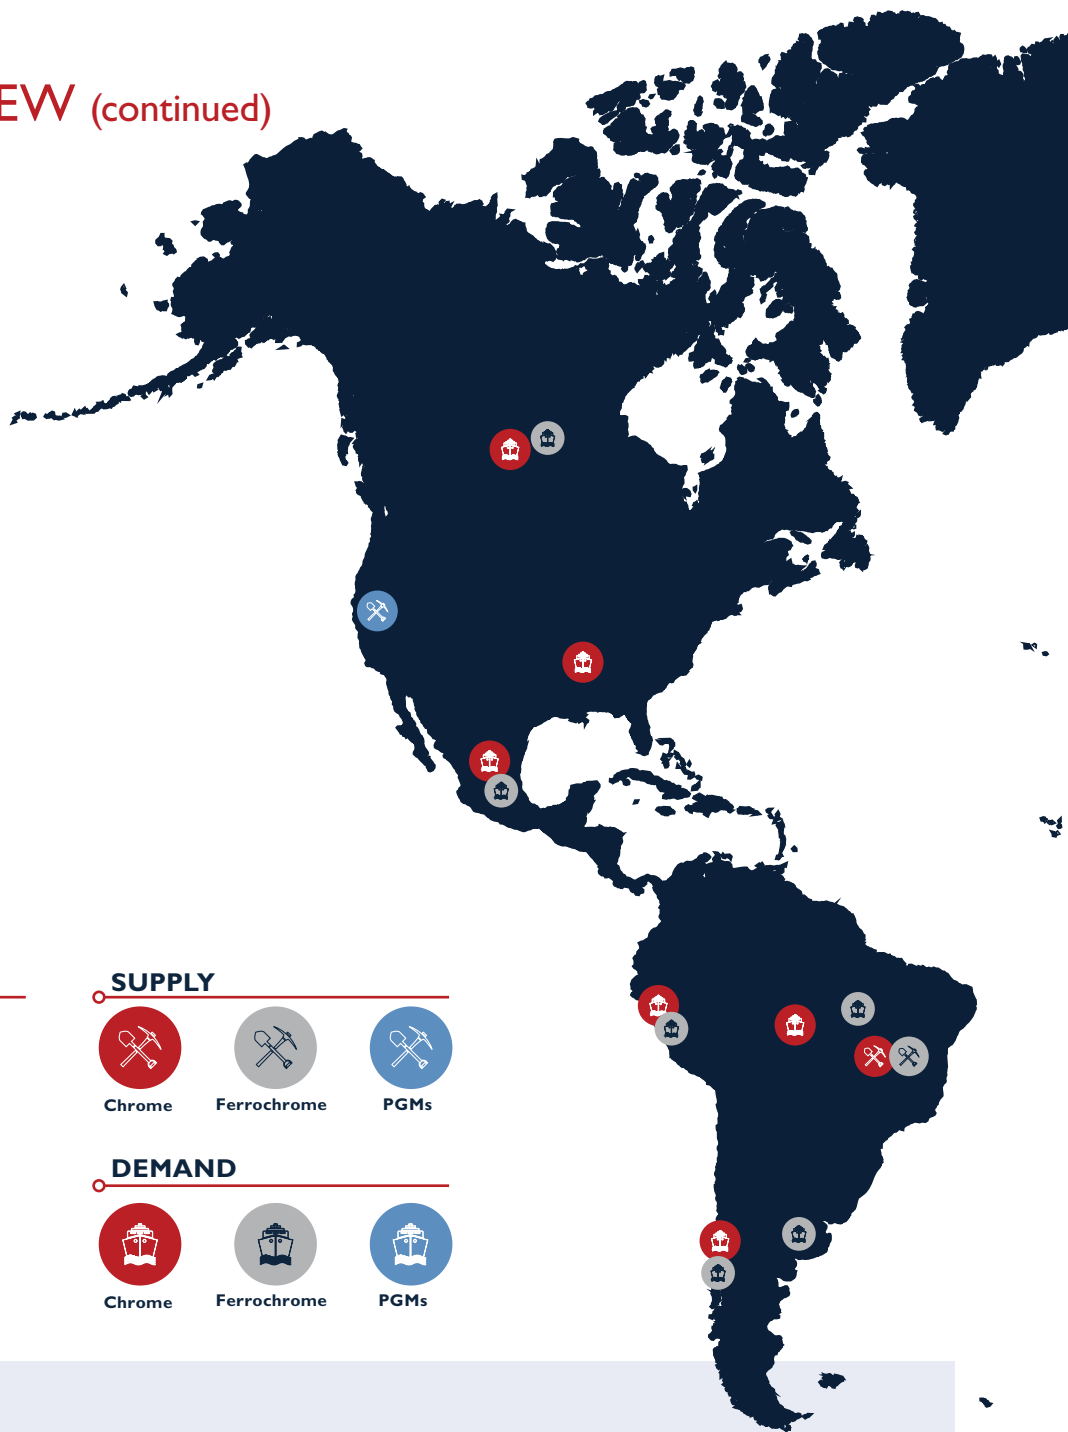 EW (continued)
SUPPLY
Chrome
Ferrochrome
PGMs
DEMAND
Chrome
Ferrochrome
PGMs